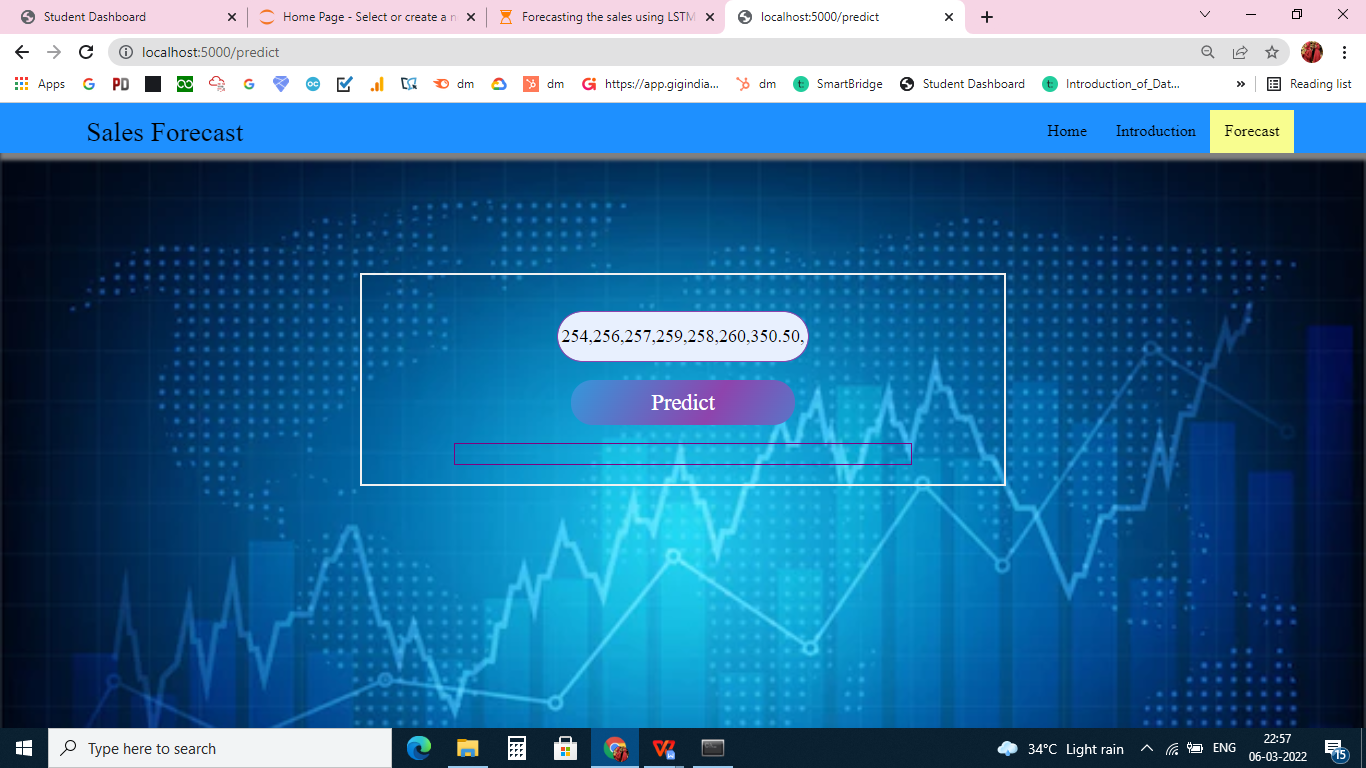 Student Dashboard
Home Page - Select or create a n
Forecasting the sales using LSTM
localhost:5000/predict
localhost:5000/predict
Apps
PD
dm
dm
https://app.gigindia...
dm
SmartBridge
Student Dashboard
Introduction_of_Dat...
»
Reading list
Sales Forecast
Home
Introduction
Forecast
254,256,257,259,258,260,350.50,
Predict
Type here to search
34°C Light rain
ENG
22:57
06-03-2022
15